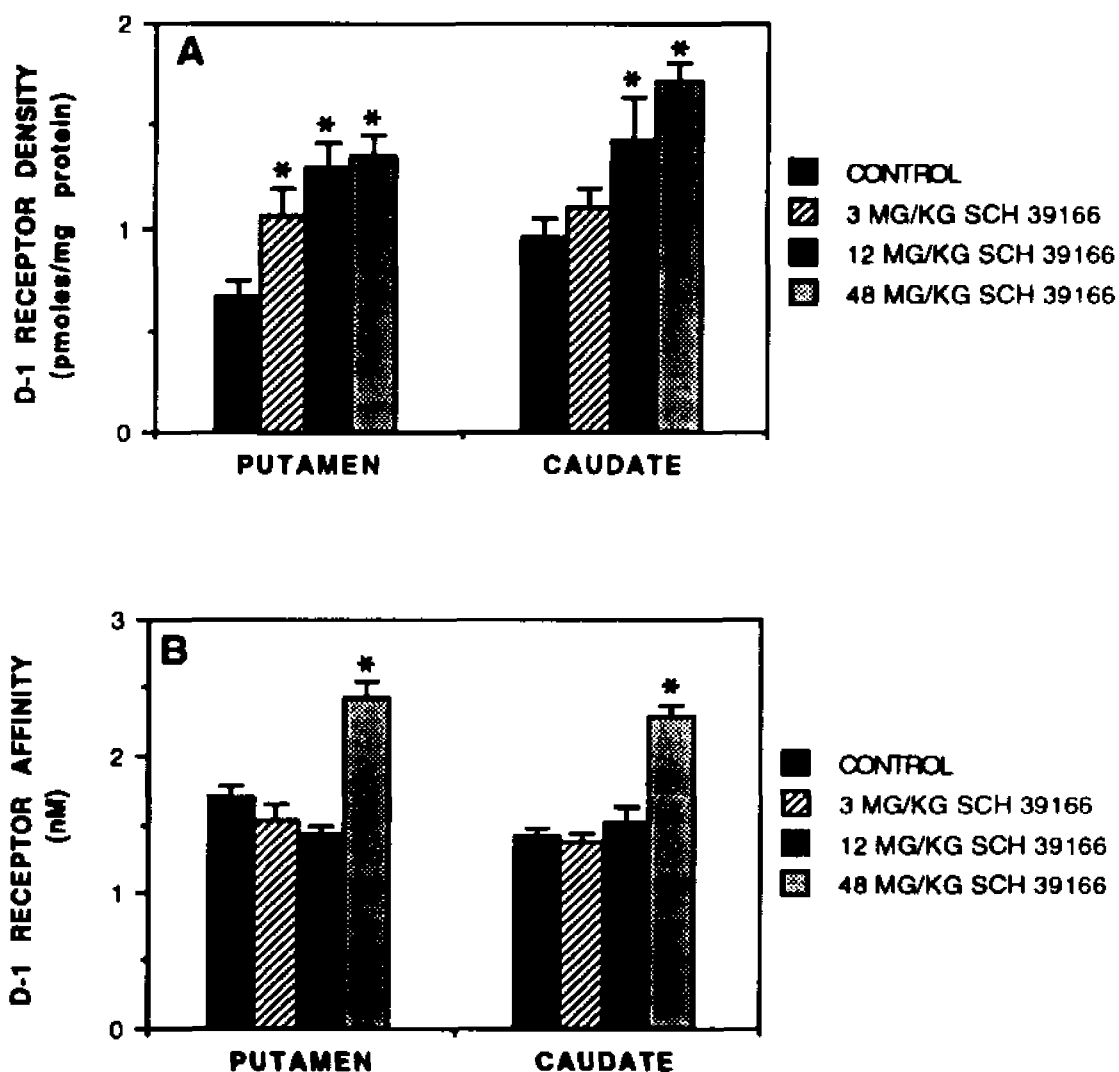 2
A
* * *
* *
D-1 RECEPTOR DENSITY
(pmoles/mg protein)
1
0
PUTAMEN CAUDATE
CONTROL
3 MG/KG SCH 39166
12 MG/KG SCH 39166
48 MG/KG SCH 39166
3
B
* *
D-1 RECEPTOR AFFINITY
(nM)
2
1
0
PUTAMEN CAUDATE
CONTROL
3 MG/KG SCH 39166
12 MG/KG SCH 39166
48 MG/KG SCH 39166